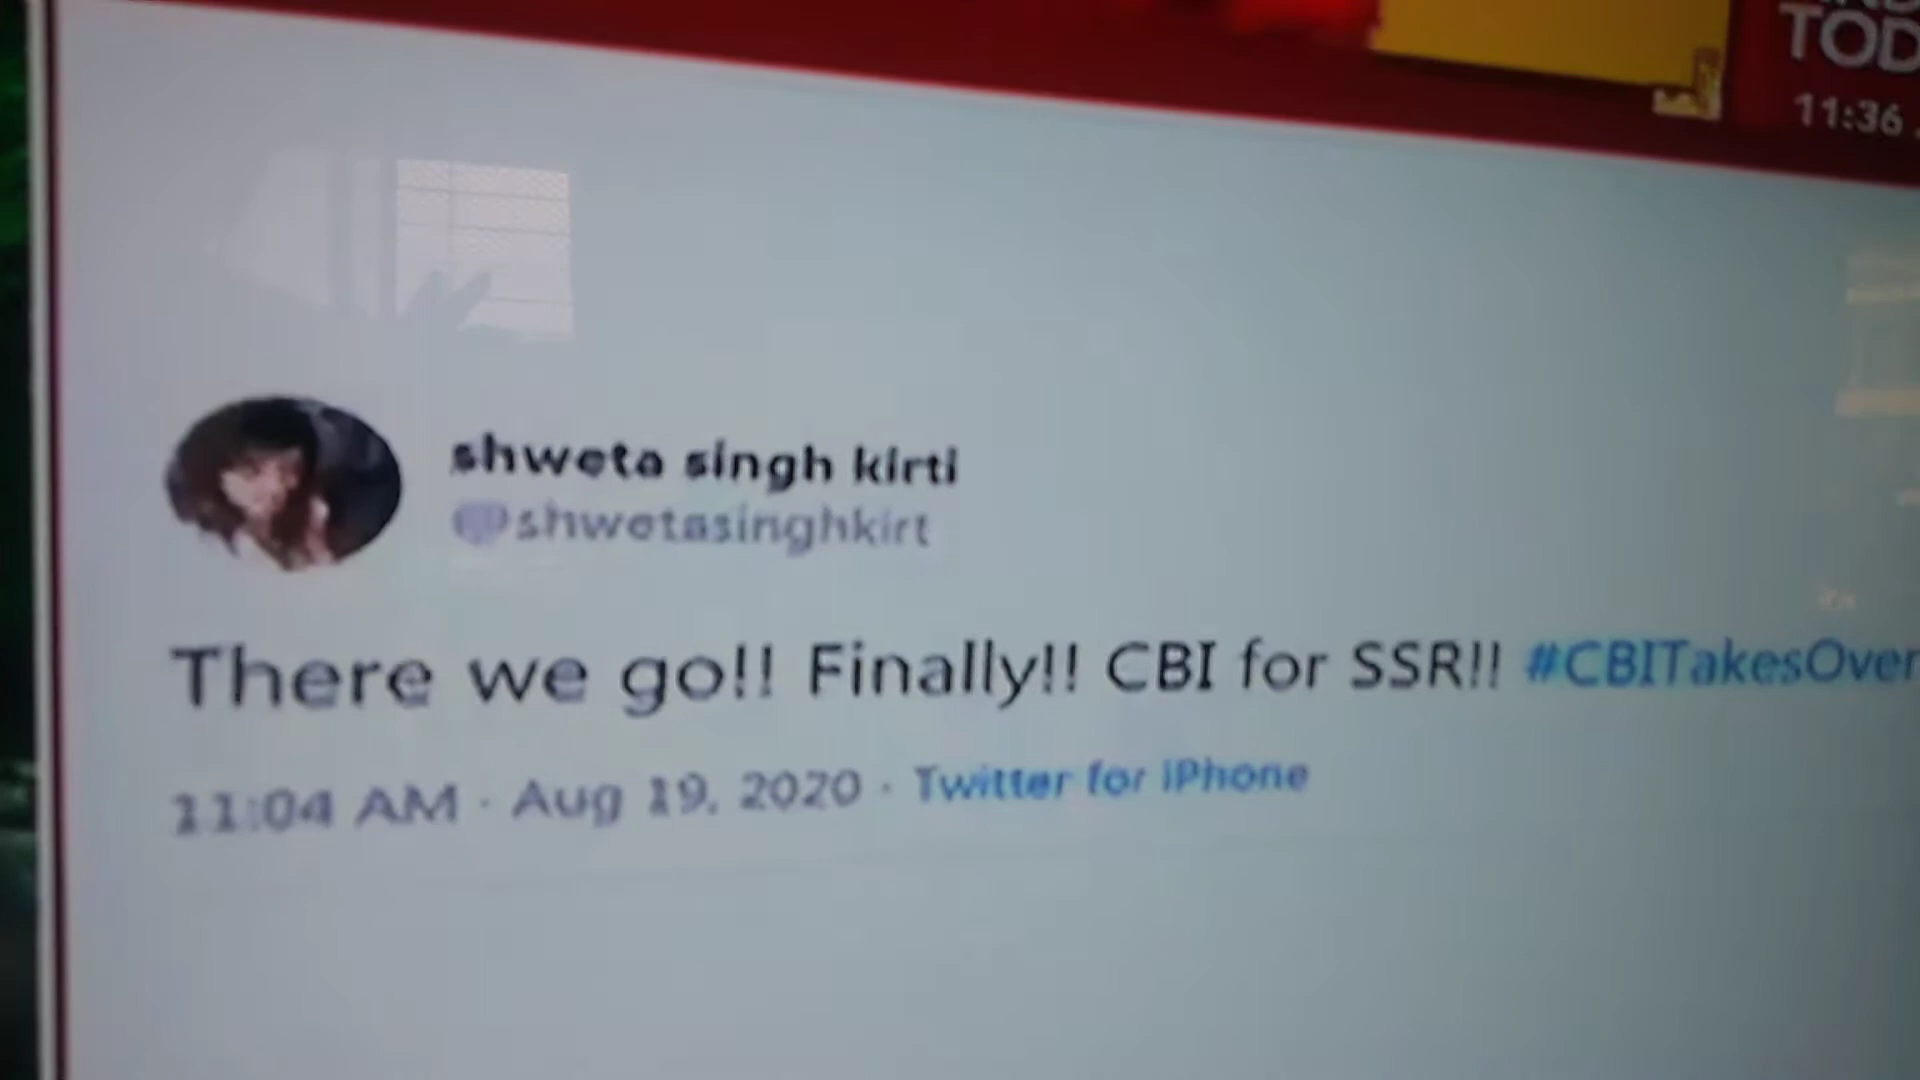 TOD
11:36
shweta singh kirti
@shwetasinghkirt
There we go!! Finally!! CBI for SSR!! #CBITakesOver
11:04 AM · Aug 19, 2020 · Twitter for iPhone